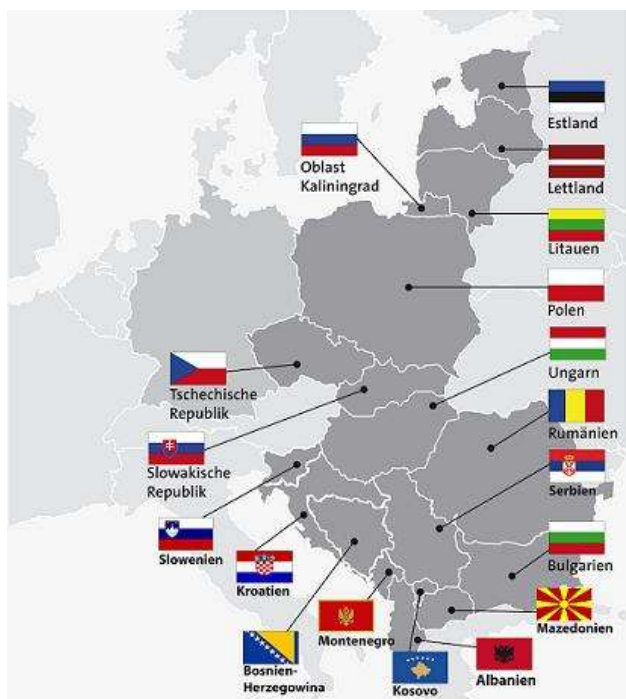 Estland
Oblast
Kaliningrad
Lettland
Litauen
Polen
Ungarn
Tschechische
Republik
Rumänien
Slowakische
Republik
Serbien
Slowenien
Bulgarien
Kroatien
Mazedonien
Montenegro
Bosnien-
Herzegowina
Albanien
Kosovo